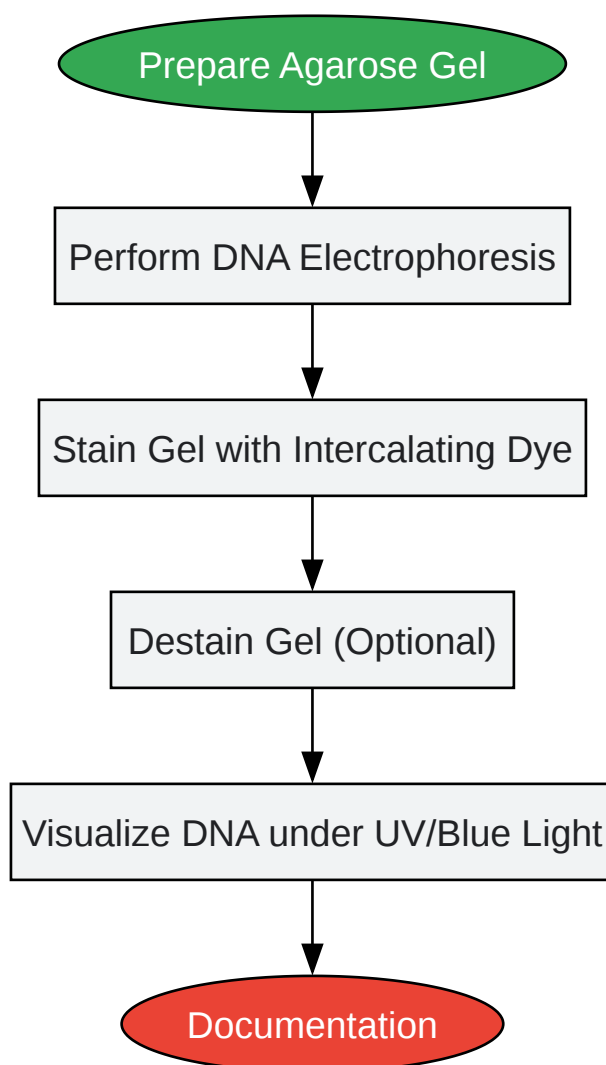 Prepare Agarose Gel
Perform DNA Electrophoresis
Stain Gel with Intercalating Dye
Destain Gel (Optional)
Visualize DNA under UV/Blue Light
Documentation